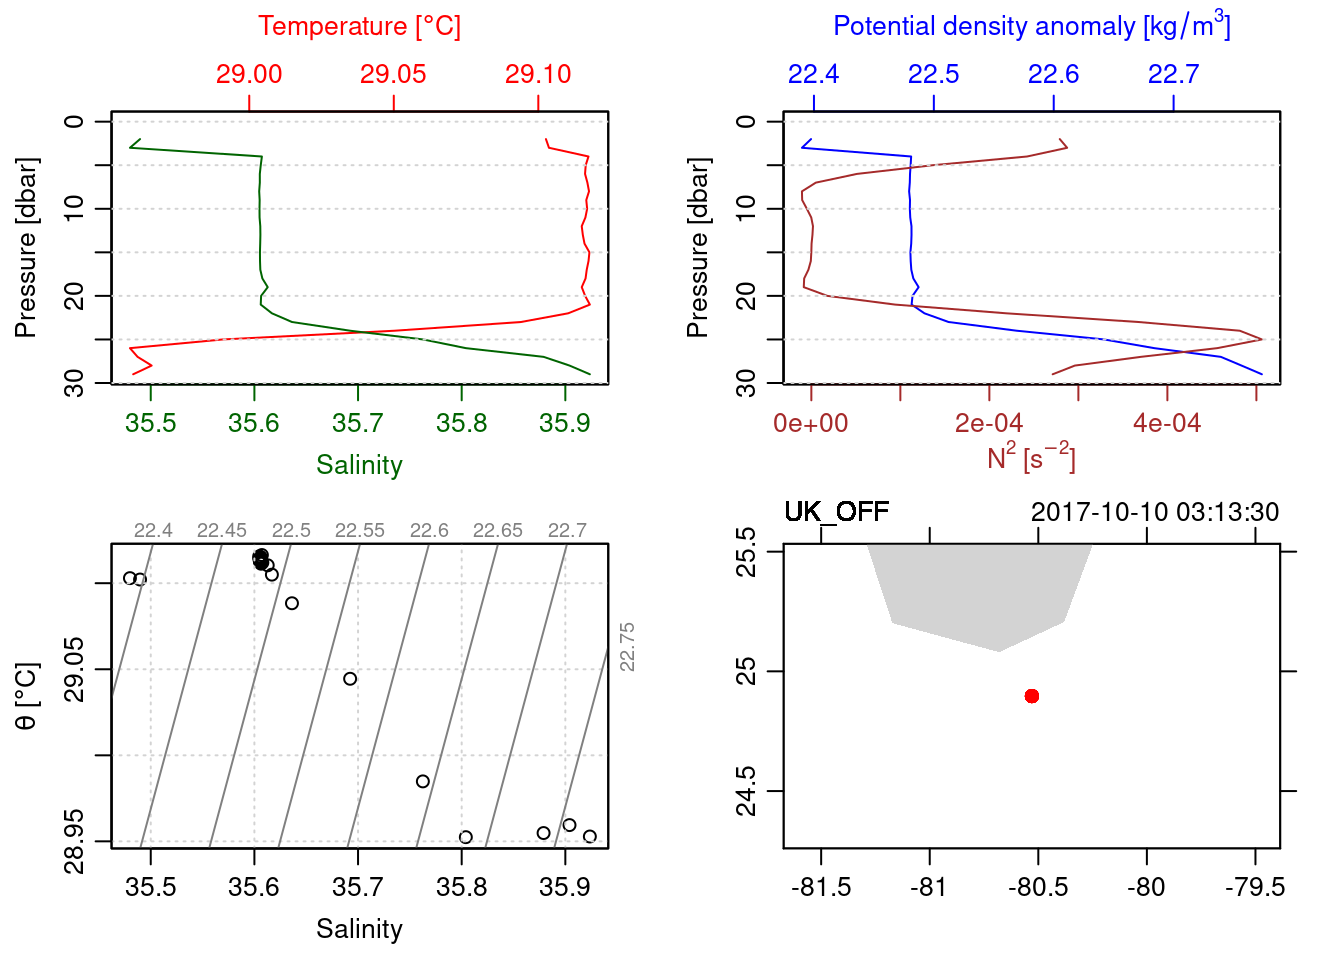 Temperature [°C]
29.00 29.05 29.10
Pressure [dbar]
0 10 20 30
35.5 35.6 35.7 35.8 35.9
Salinity
Potential density anomaly [kg/m³]
22.4 22.5 22.6 22.7
Pressure [dbar]
0 10 20 30
0e+00 2e-04 4e-04
N² [s⁻²]
22.4 22.45 22.5 22.55 22.6 22.65 22.7
22.75
θ [°C]
29.05
28.95
35.5 35.6 35.7 35.8 35.9
Salinity
UK_OFF 2017-10-10 03:13:30
25.5
25
24.5
-81.5 -81 -80.5 -80 -79.5